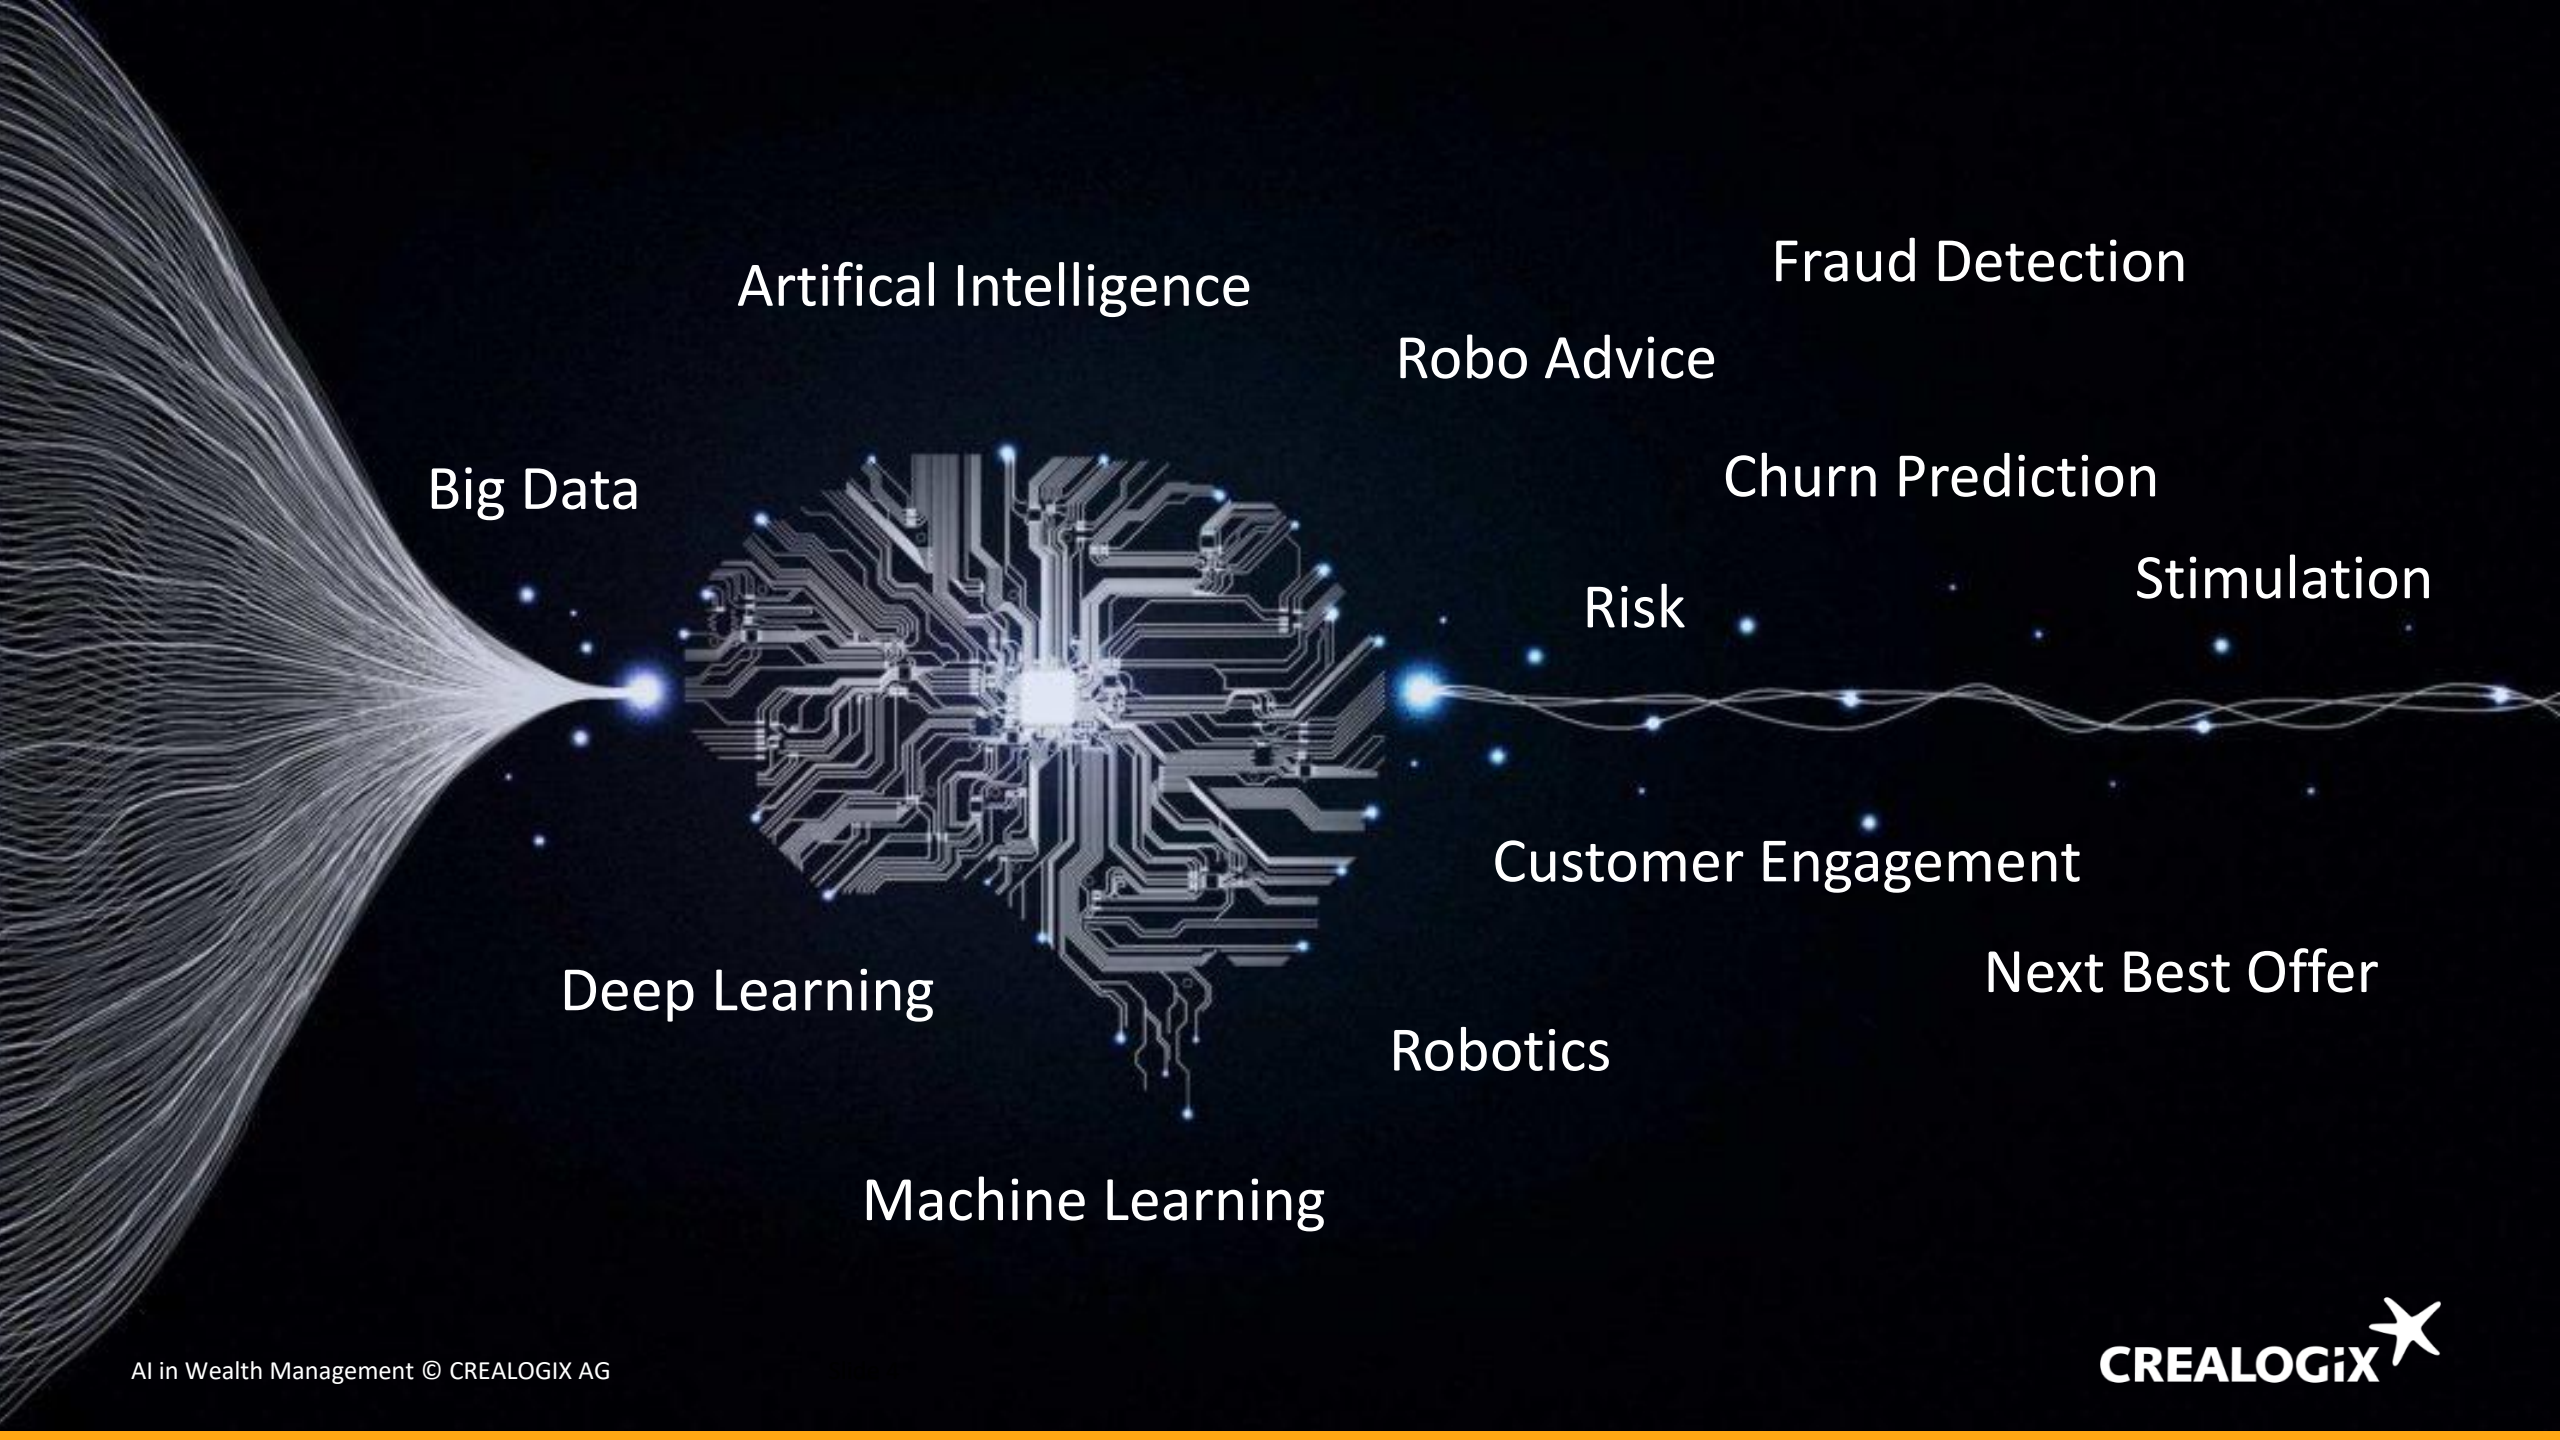 Fraud Detection
Artifical Intelligence
Robo Advice
Churn Prediction
Big Data
Stimulation
Risk
Customer Engagement
Next Best Offer
Deep Learning
Robotics
Machine Learning
CREALOGiX
AI in Wealth Management © CREALOGIX AG